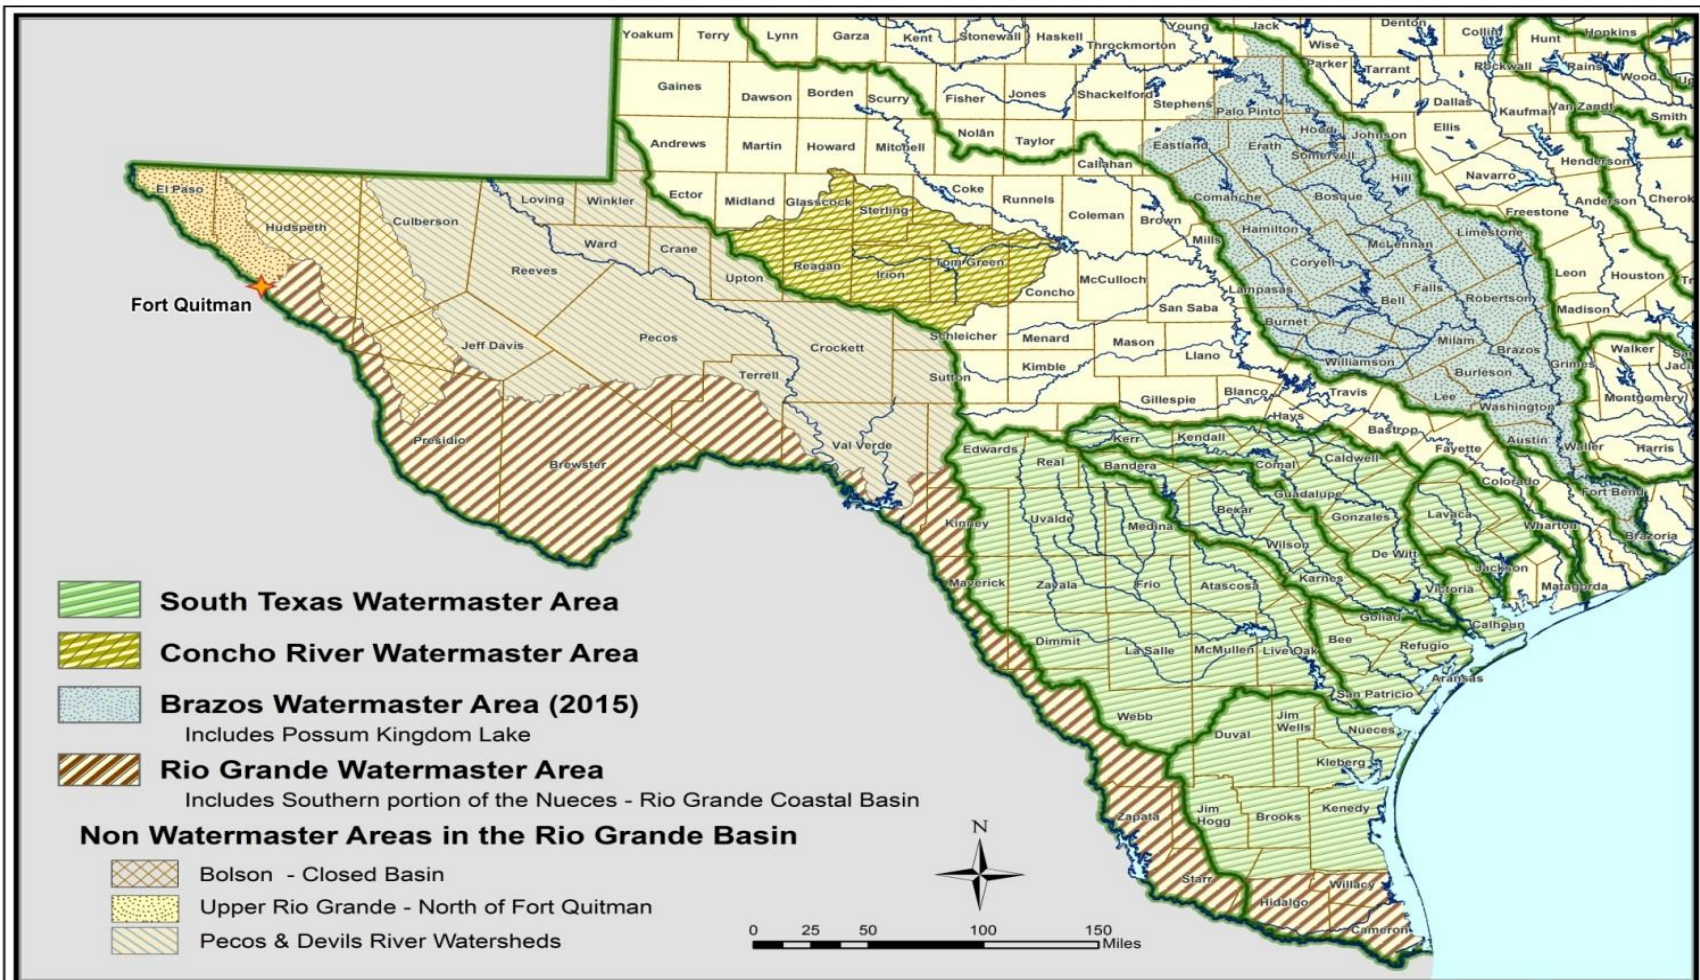 Yoakum Terry Lynn Garza Kent Stonewall Haskell Throckmorton Young Jack Wise Denton Collin Hunt Hopkins
Parker Tarrant Rockwall Rains Wood Up
Gaines Dawson Borden Scurry Fisher Jones Shackelford Stephens Palo Pinto Dallas Kaufman Van Zandt Smith
Andrews Martin Howard Mitchell Nolan Taylor Callahan Eastland Erath Hood Somervell Johnson Ellis Henderson
El Paso Hudspeth Culberson Loving Winkler Ector Midland Glasscock Sterling Coke Runnels Coleman Brown Comanche Bosque Hill Navarro Freestone Anderson Cherok
Ward Crane Upton Reagan Irion Tom Green Concho McCulloch Mills Hamilton Coryell McLennan Limestone Leon Houston Tr
Reeves Lampasas Bell Falls Robertson Madison
Fort Quitman
Jeff Davis Pecos Crockett Schleicher Menard Mason San Saba Llano Burnet Williamson Milam Brazos Grimes Walker San
Jaci
Terrell Sutton Kimble Gillespie Blanco Travis Burleson Lee Washington Montgomery
Presidio Brewster Val Verde Edwards Real Kerr Kendall Bandera Comal Hays Caldwell Bastrop Fayette Austin Waller Harris
Kinney Uvalde Medina Bexar Guadalupe Gonzales Lavaca Colorado Wharton Fort Bend Brazoria
Maverick Zavala Frio Atascosa Wilson Karnes De Witt Victoria Jackson Matagorda
Dimmit La Salle McMullen Live Oak Bee Goliad Refugio Calhoun Aransas
San Patricio
Webb Duval Jim Wells Nueces
Kleberg
Zapata Jim Hogg Brooks Kenedy
Starr Hidalgo Willacy
Cameron
South Texas Watermaster Area
Concho River Watermaster Area
Brazos Watermaster Area (2015)
Includes Possum Kingdom Lake
Rio Grande Watermaster Area
Includes Southern portion of the Nueces - Rio Grande Coastal Basin
Non Watermaster Areas in the Rio Grande Basin
Bolson - Closed Basin
Upper Rio Grande - North of Fort Quitman
Pecos & Devils River Watersheds
N
0 25 50 100 150
Miles